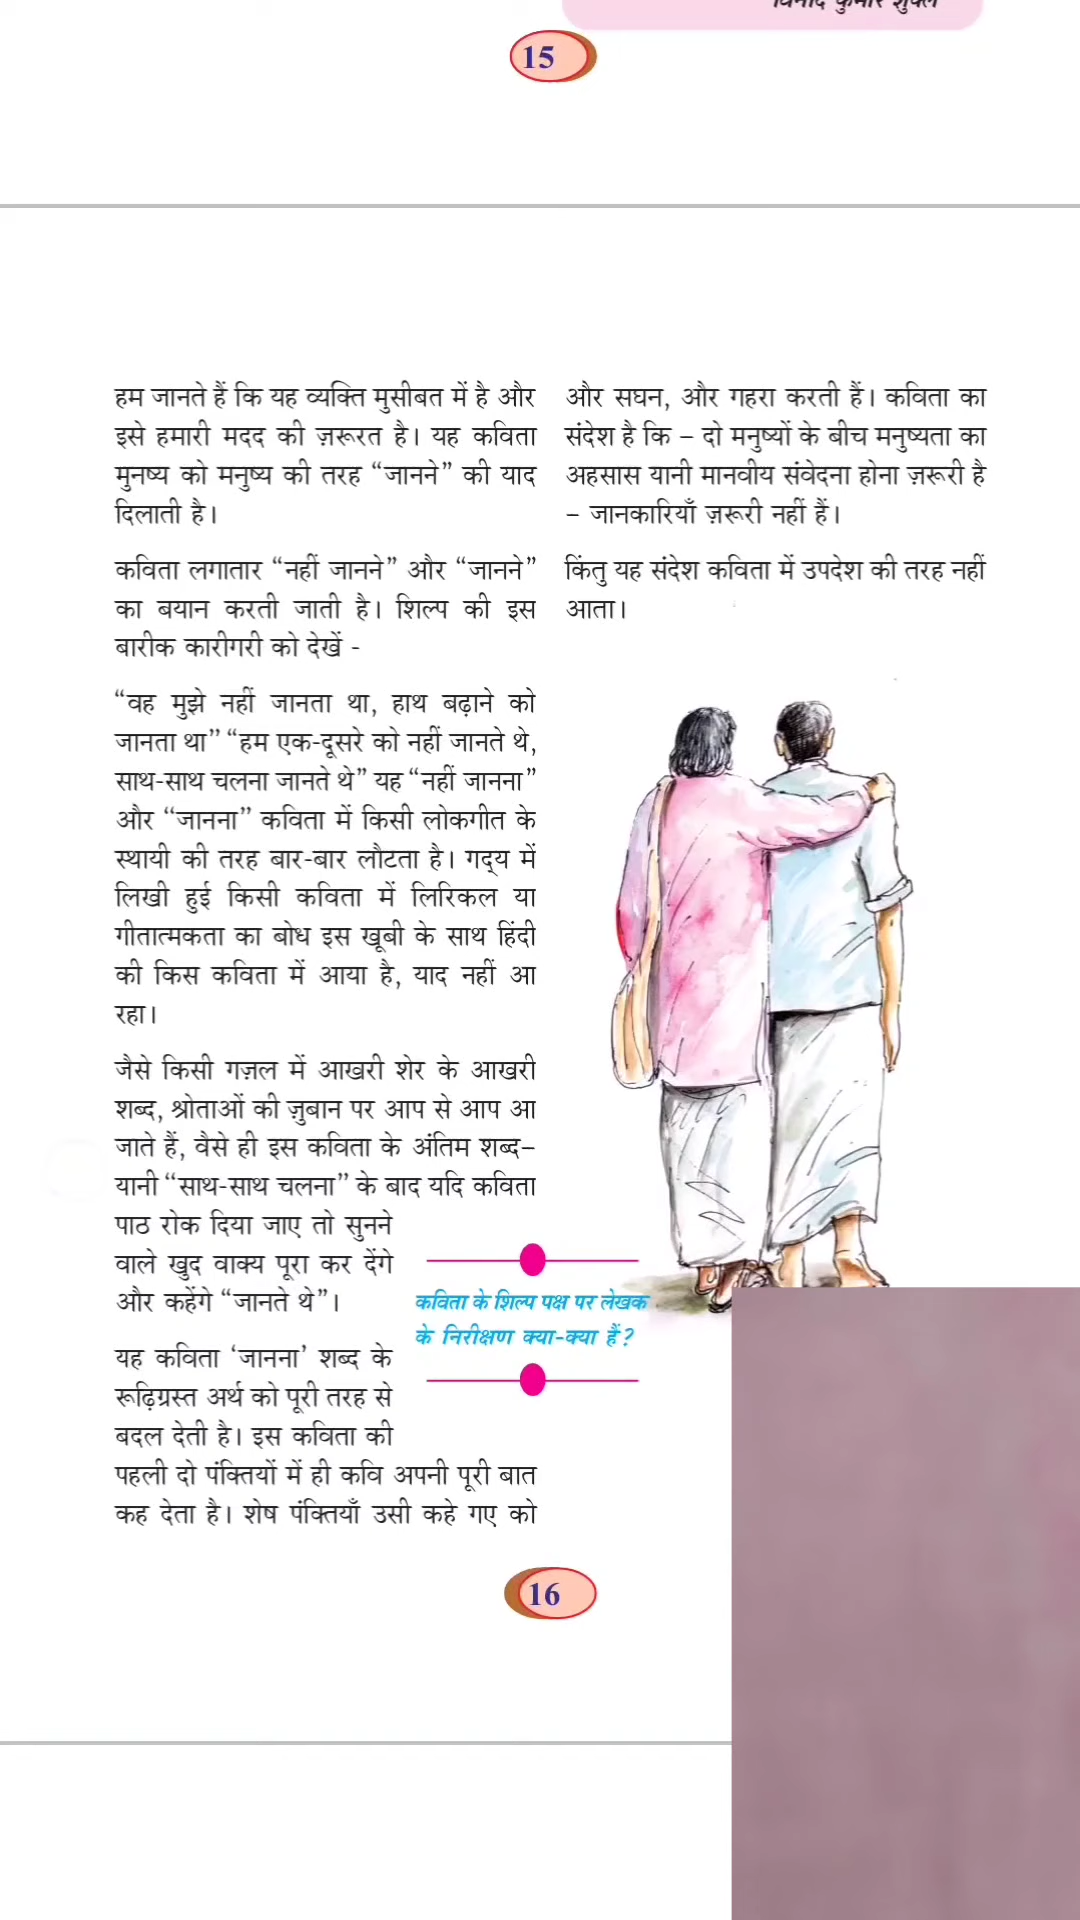 विनोद कुमार शुक्ल
15
हम जानते हैं कि यह व्यक्ति मुसीबत में है और
इसे हमारी मदद की ज़रूरत है। यह कविता
मुनष्य को मनुष्य की तरह “जानने” की याद
दिलाती है।
कविता लगातार “नहीं जानने” और “जानने”
का बयान करती जाती है। शिल्प की इस
बारीक कारीगरी को देखें -
“वह मुझे नहीं जानता था, हाथ बढ़ाने को
जानता था” “हम एक-दूसरे को नहीं जानते थे,
साथ-साथ चलना जानते थे” यह “नहीं जानना”
और “जानना” कविता में किसी लोकगीत के
स्थायी की तरह बार-बार लौटता है। गद्‌य में
लिखी हुई किसी कविता में लिरिकल या
गीतात्मकता का बोध इस खूबी के साथ हिंदी
की किस कविता में आया है, याद नहीं आ
रहा।
जैसे किसी गज़ल में आखरी शेर के आखरी
शब्द, श्रोताओं की ज़ुबान पर आप से आप आ
जाते हैं, वैसे ही इस कविता के अंतिम शब्द–
यानी “साथ-साथ चलना” के बाद यदि कविता
पाठ रोक दिया जाए तो सुनने
वाले खुद वाक्य पूरा कर देंगे
और कहेंगे “जानते थे”।
यह कविता ‘जानना’ शब्द के
रूढ़िग्रस्त अर्थ को पूरी तरह से
बदल देती है। इस कविता की
पहली दो पंक्तियों में ही कवि अपनी पूरी बात
कह देता है। शेष पंक्तियाँ उसी कहे गए को
कविता के शिल्प पक्ष पर लेखक
के निरीक्षण क्या-क्या हैं?
और सघन, और गहरा करती हैं। कविता का
संदेश है कि – दो मनुष्यों के बीच मनुष्यता का
अहसास यानी मानवीय संवेदना होना ज़रूरी है
– जानकारियाँ ज़रूरी नहीं हैं।
किंतु यह संदेश कविता में उपदेश की तरह नहीं
आता।
16